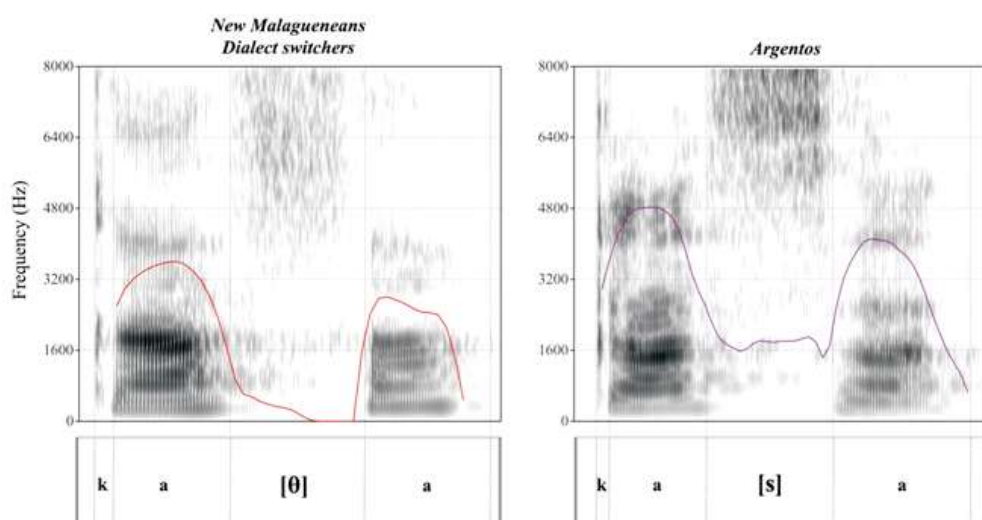 New Malagueneans
Dialect switchers
Argentos
Frequency (Hz)
8000
6400
4800
3200
1600
0
8000
6400
4800
3200
1600
0
k a [θ] a
k a [s] a